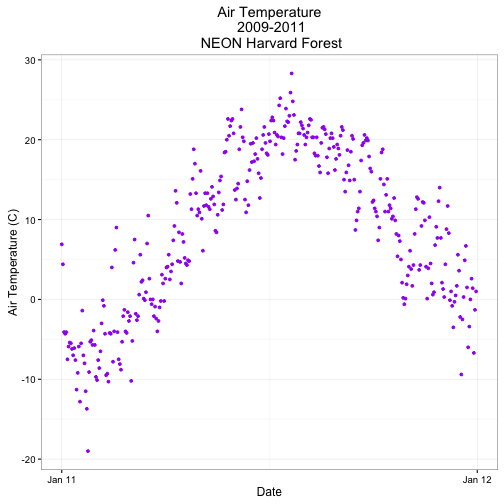 Air Temperature
2009-2011
NEON Harvard Forest
30
20
10
0
-10
-20
Air Temperature (C)
Jan 11
Jan 12
Date